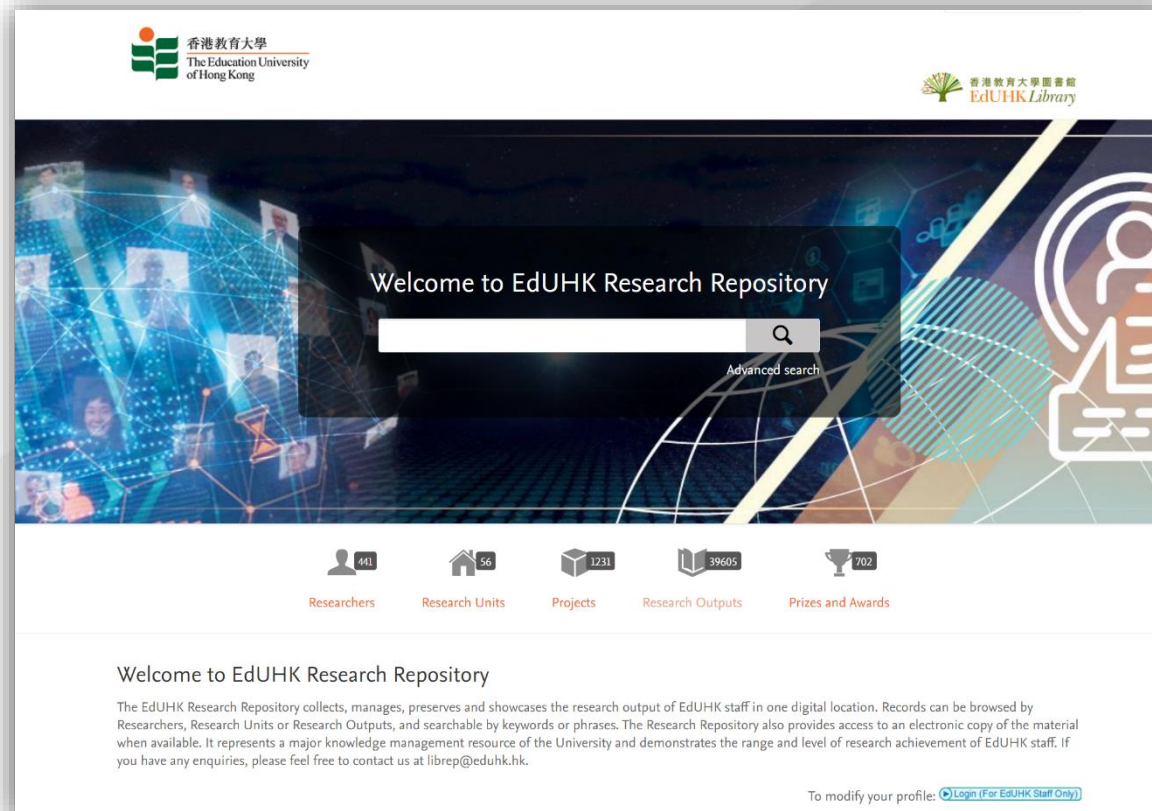 香港教育大學
The Education University
of Hong Kong
香港教育大學圖書館
EdUHK Library
Welcome to EdUHK Research Repository
Advanced search
441
56
1231
39605
702
Researchers
Research Units
Projects
Research Outputs
Prizes and Awards
Welcome to EdUHK Research Repository
The EdUHK Research Repository collects, manages, preserves and showcases the research output of EdUHK staff in one digital location. Records can be browsed by
Researchers, Research Units or Research Outputs, and searchable by keywords or phrases. The Research Repository also provides access to an electronic copy of the material
when available. It represents a major knowledge management resource of the University and demonstrates the range and level of research achievement of EdUHK staff. If
you have any enquiries, please feel free to contact us at librep@eduhk.hk.
To modify your profile: Login (For EdUHK Staff Only)